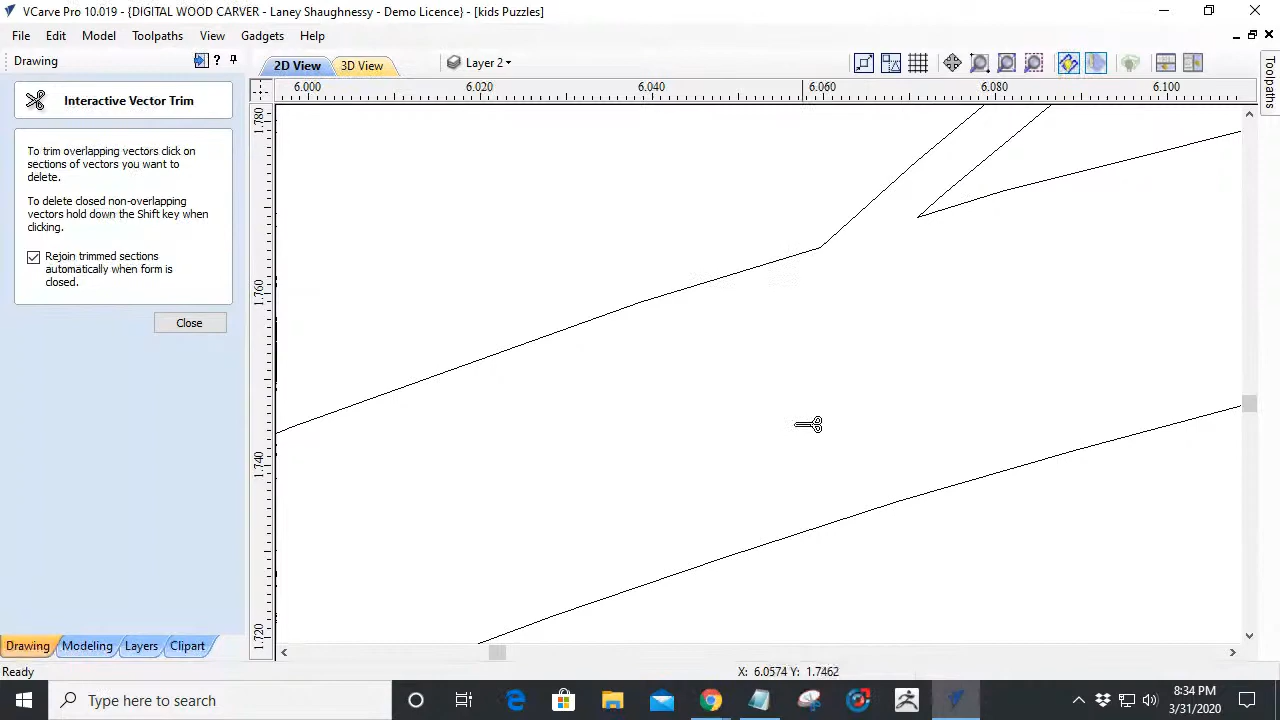 VCarve Pro 10.019 - {DIGITAL WOOD CARVER - Laney Shaughnessy - Demo Licence} - [kids Puzzles]
File Edit Model Toolpaths View Gadgets Help
Drawing
2D View 3D View Layer 2
Toolpaths
Interactive Vector Trim
6.000 6.020 6.040 6.060 6.080 6.100
1.780
1.760
1.740
1.720
To trim overlapping vectors click on
sections of vectors you want to
delete.
To delete closed non-overlapping
vectors hold down the Shift key when
clicking.
Rejoin trimmed sections
automatically when form is
closed.
Close
Drawing Modeling Layers Clipart
Ready X: 6.0574 Y: 1.7462
Type here to search
8:34 PM
3/31/2020